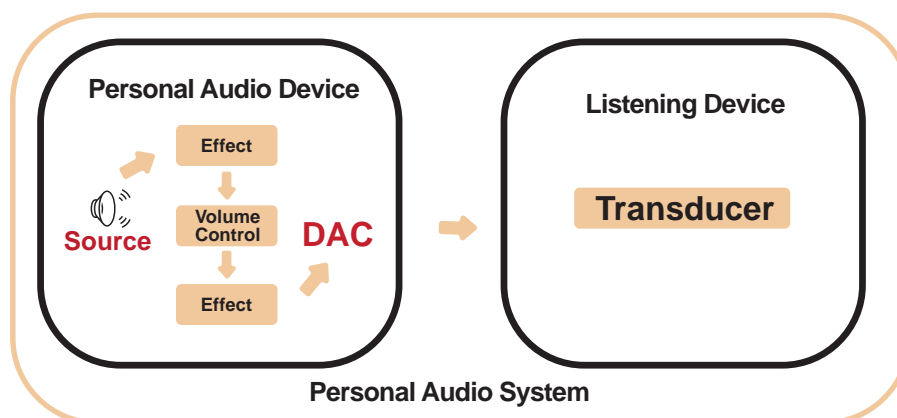 Personal Audio Device
Effect
Source
Volume
Control
DAC
Effect
Listening Device
Transducer
Personal Audio System